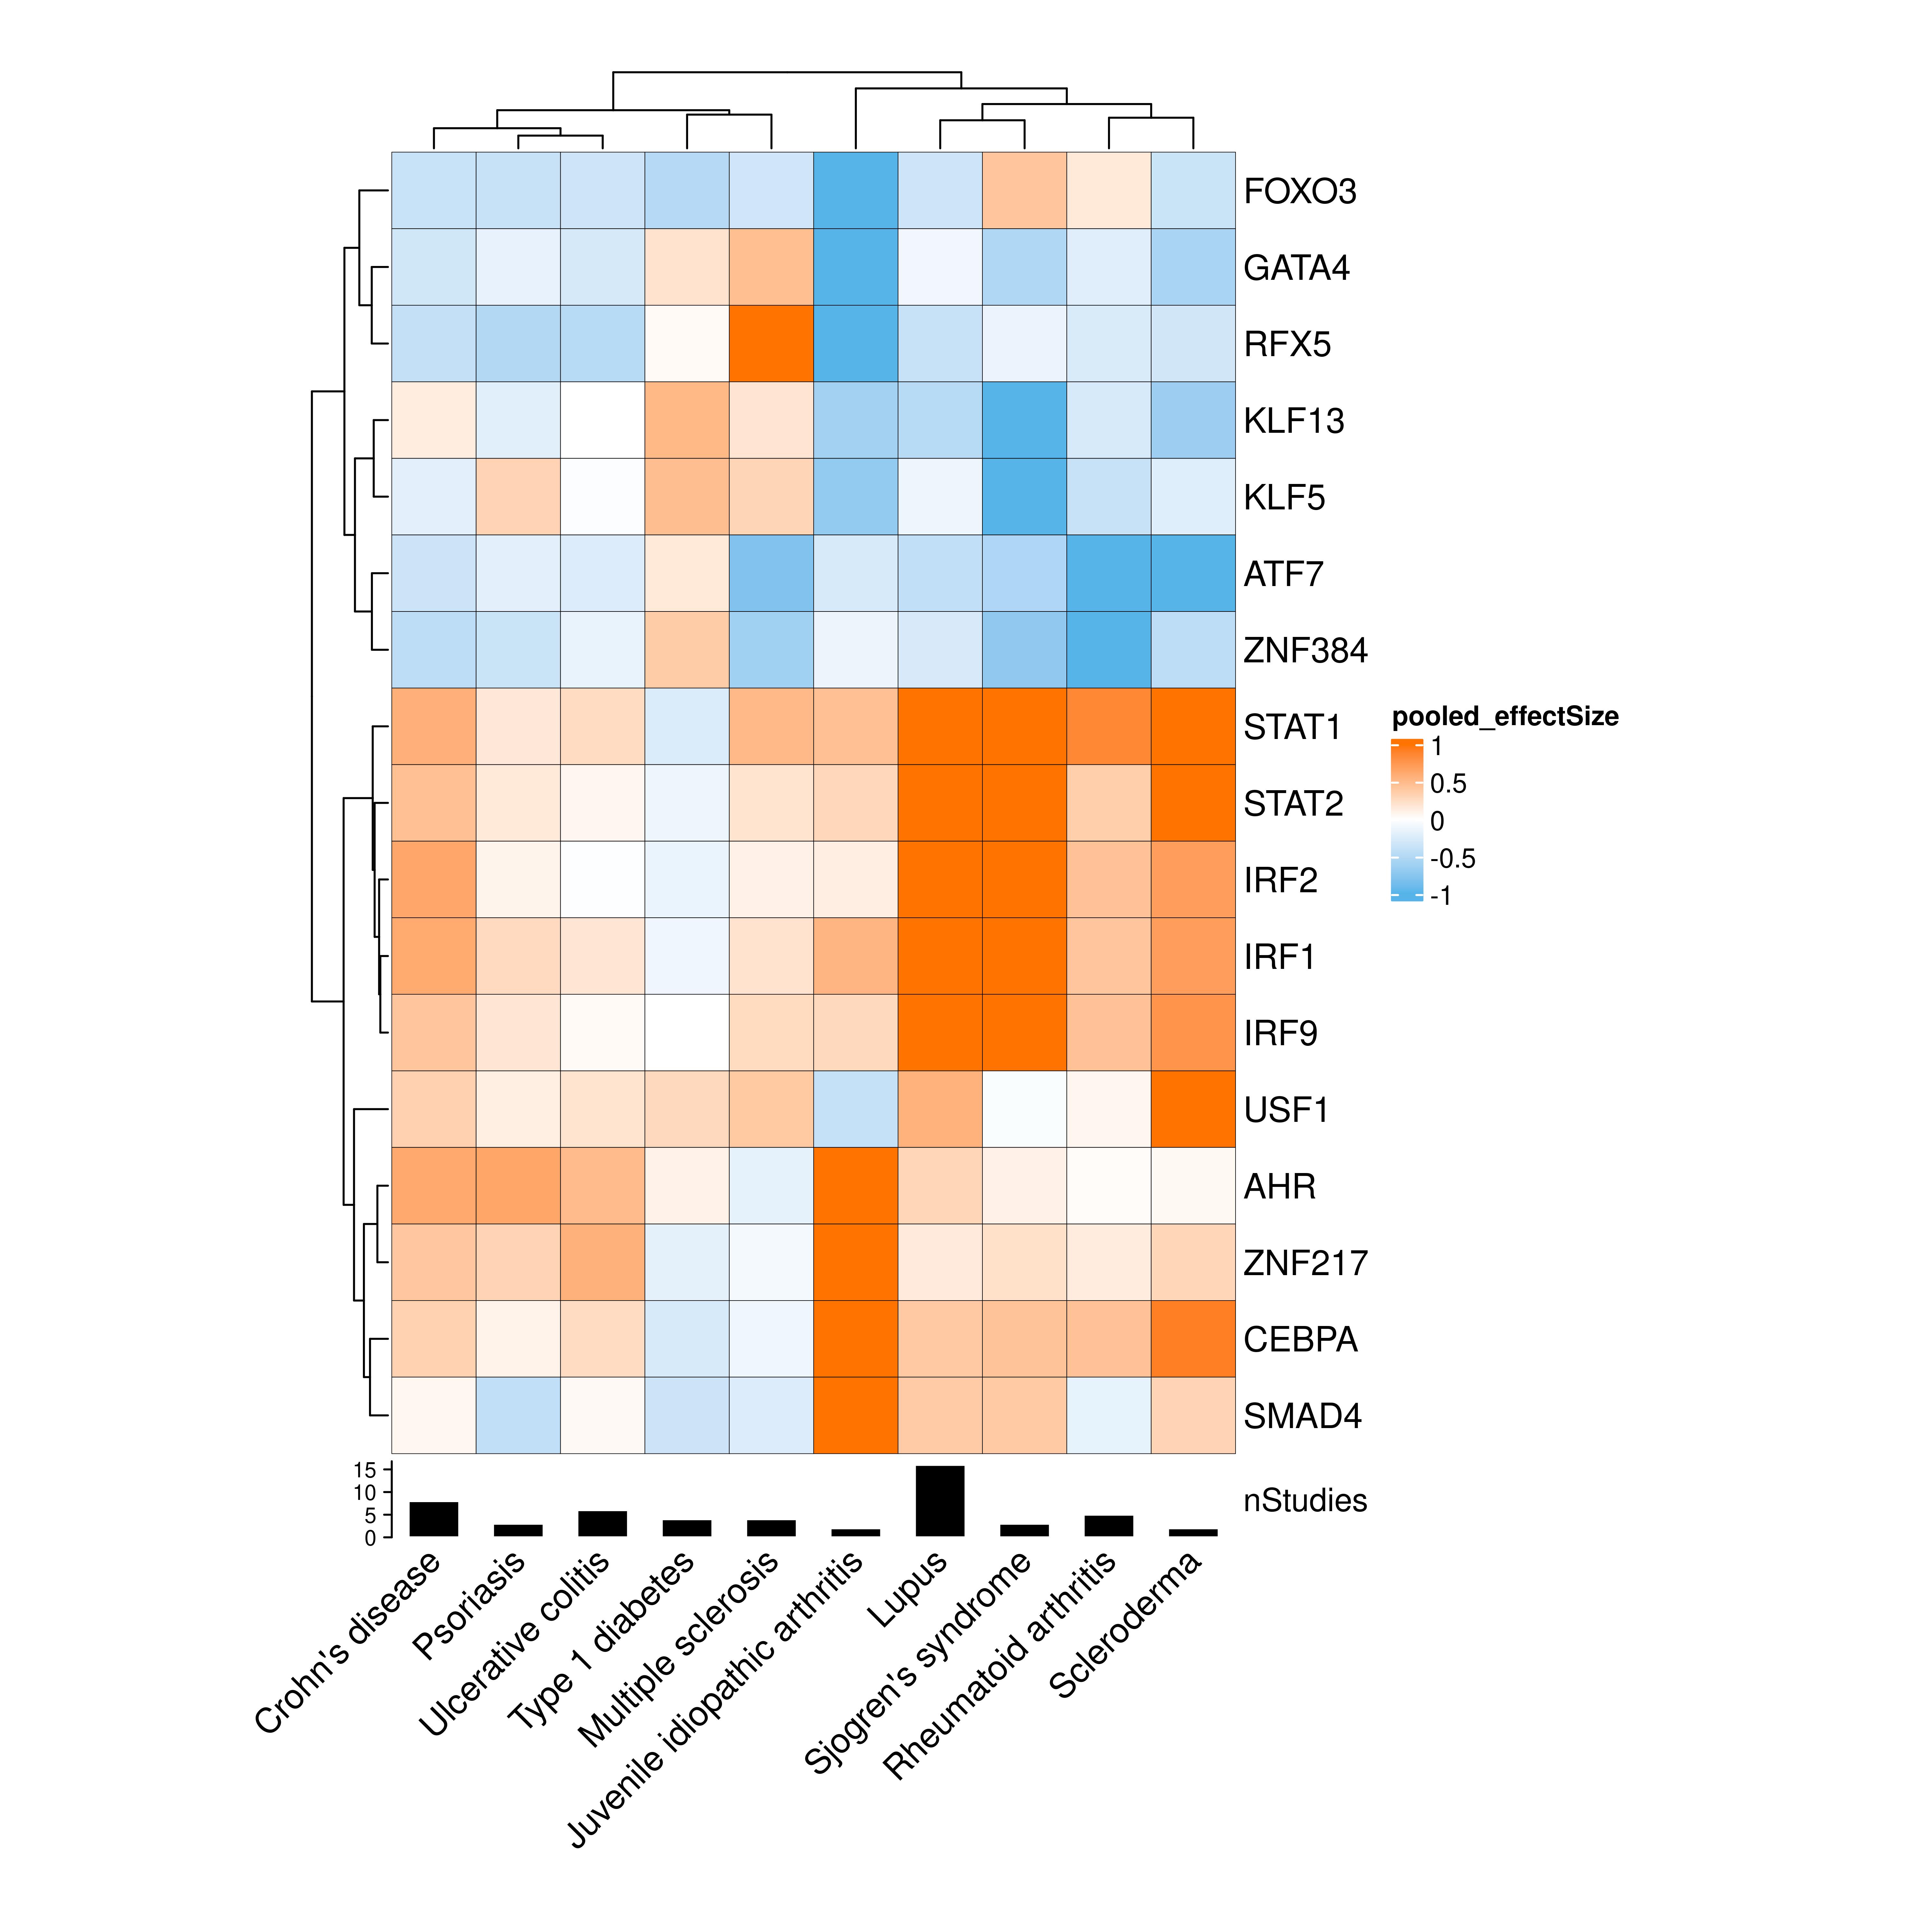 FOXO3
GATA4
RFX5
KLF13
KLF5
ATF7
ZNF384
STAT1
STAT2
IRF2
IRF1
IRF9
USF1
AHR
ZNF217
CEBPA
SMAD4
pooled_effectSize
1
0.5
0
-0.5
-1
15
10
5
0
nStudies
Crohn's disease
Psoriasis
Ulcerative colitis
Type 1 diabetes
Multiple sclerosis
Juvenile idiopathic arthritis
Lupus
Sjogren's syndrome
Rheumatoid arthritis
Scleroderma